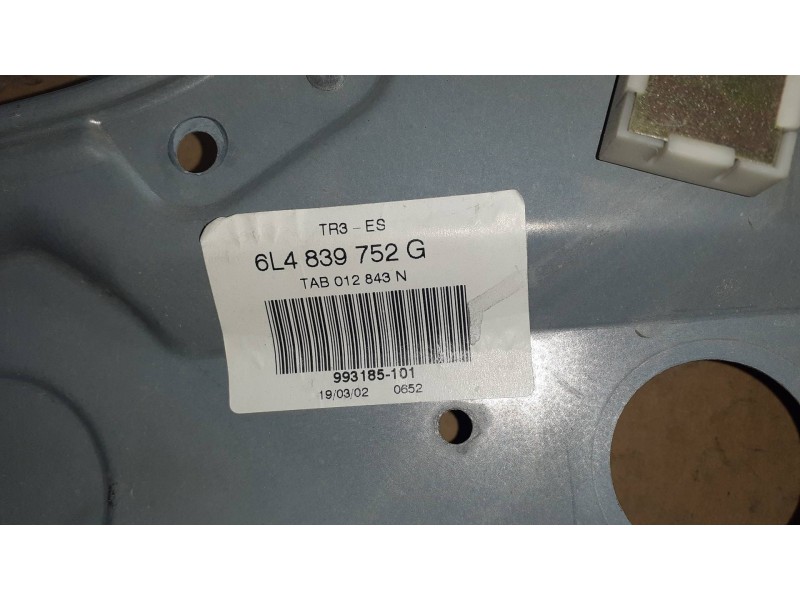 TR3 - ES
6L4 839 752 G
TAB 012 843 N
993185-101
19/03/02 0652